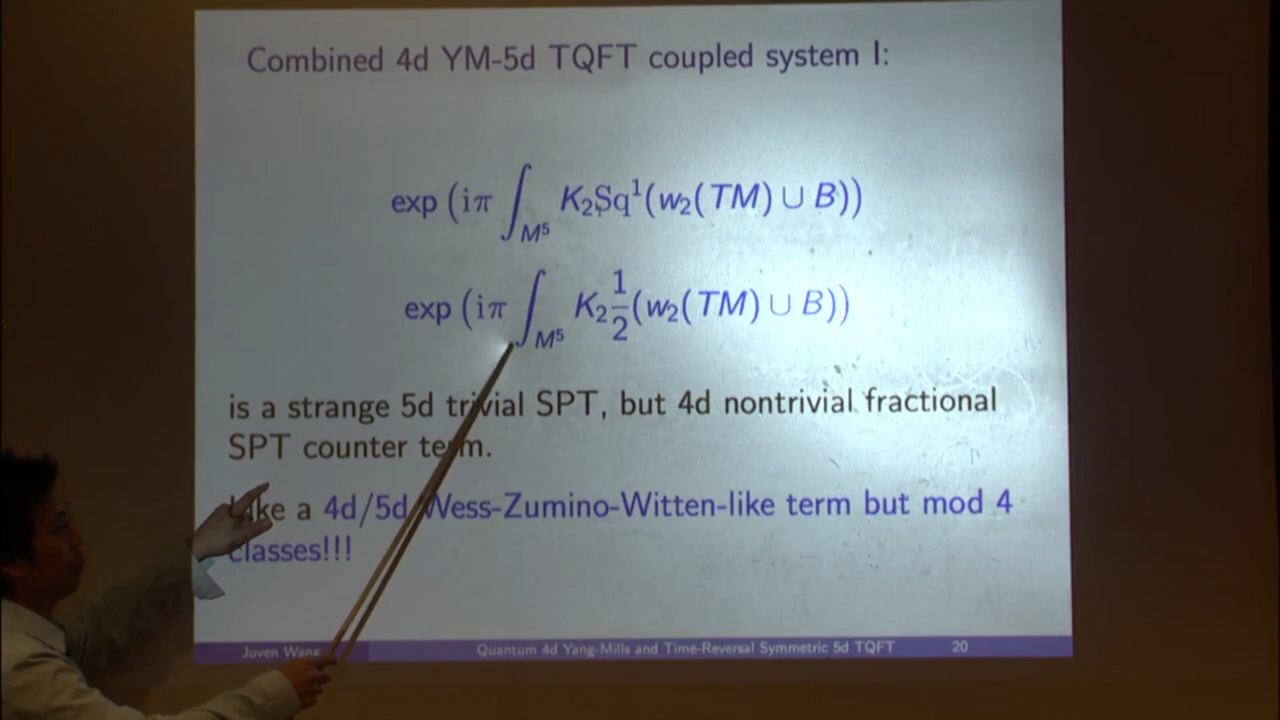 Combined 4d YM-5d TQFT coupled system I:
exp (iπ ∫_{M⁵} K₂Sq¹(w₂(TM) ∪ B))
exp (iπ ∫_{M⁵} K₂ 1/2 (w₂(TM) ∪ B))
is a strange 5d trivial SPT, but 4d nontrivial fractional
SPT counter term.
Like a 4d/5d Wess-Zumino-Witten-like term but mod 4
classes!!!
Juven Wang Quantum 4d Yang-Mills and Time-Reversal Symmetric 5d TQFT 20